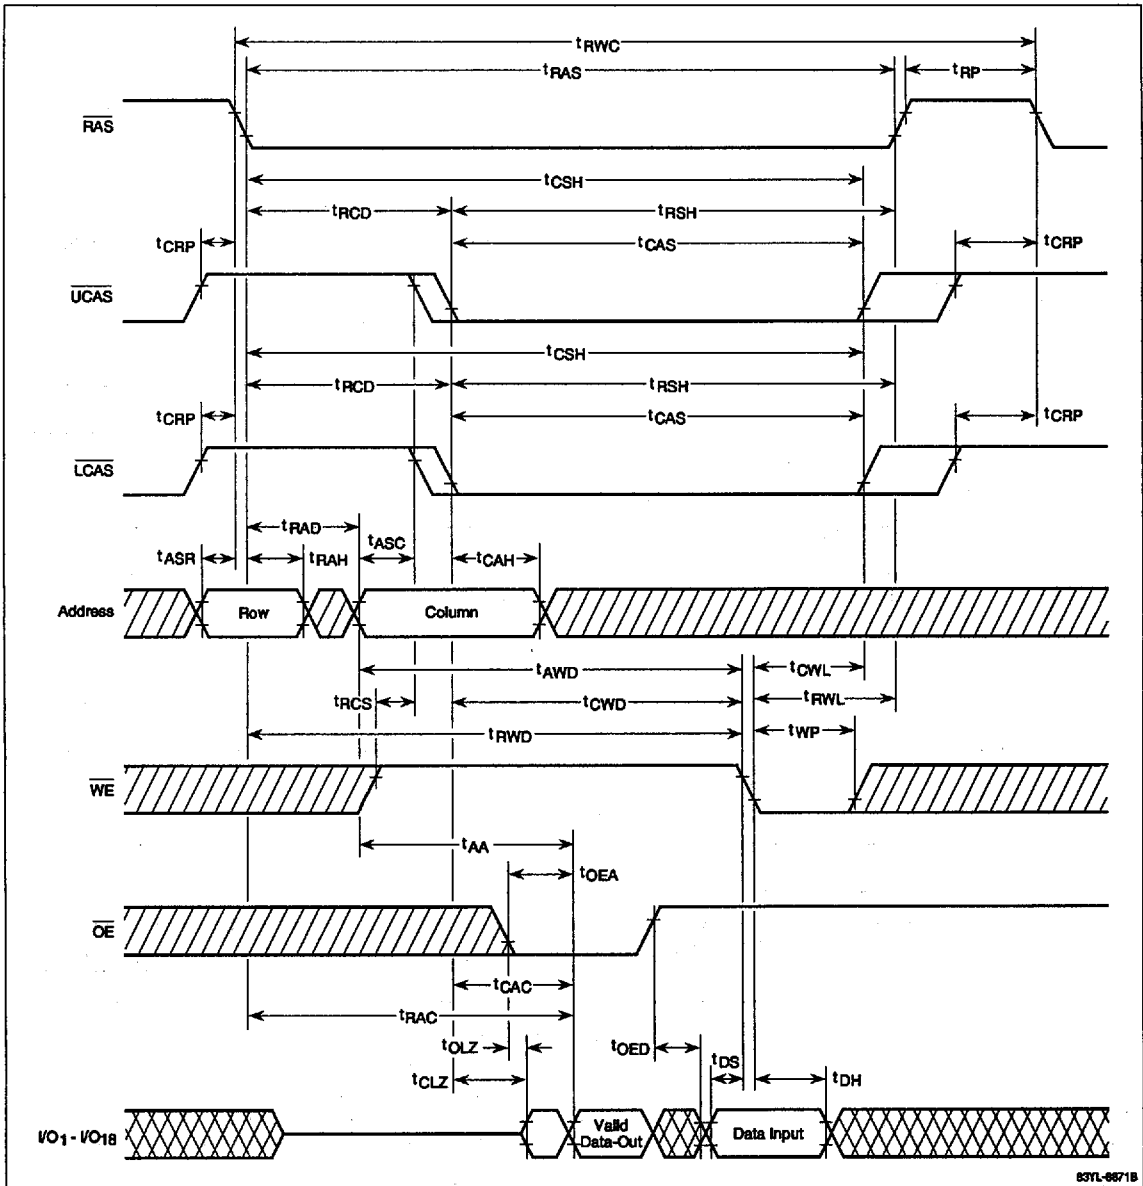 tRWC
tRAS
tRP
RAS
tCSH
tRCD
tRSH
tCRP
tCAS
tCRP
UCAS
tCSH
tRCD
tRSH
tCRP
tCAS
tCRP
LCAS
tRAD
tASC
tASR
tRAH
tCAH
Address
Row
Column
tAWD
tCWL
tRCS
tCWD
tRWL
tRWD
tWP
WE
tAA
tOEA
OE
tCAC
tRAC
tOLZ
tOED
tDS
tCLZ
tDH
I/O1 - I/O18
Valid
Data-Out
Data Input
83YL-6671B